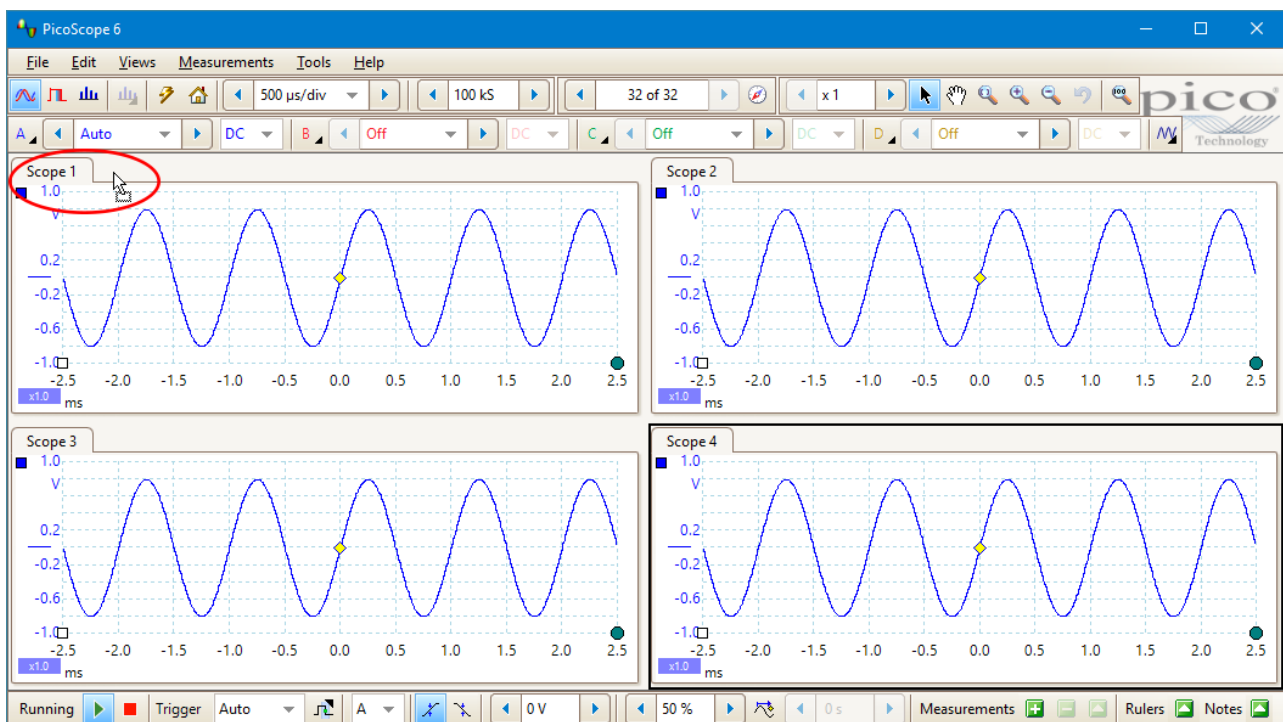 PicoScope 6
File Edit Views Measurements Tools Help
500 µs/div 100 kS 32 of 32 x 1 100 pico
A Auto DC B Off DC C Off DC D Off DC Technology
Scope 1
1.0
V
0.2
-0.2
-0.6
-1.0
-2.5 -2.0 -1.5 -1.0 -0.5 0.0 0.5 1.0 1.5 2.0 2.5
x1.0 ms
Scope 2
1.0
V
0.2
-0.2
-0.6
-1.0
-2.5 -2.0 -1.5 -1.0 -0.5 0.0 0.5 1.0 1.5 2.0 2.5
x1.0 ms
Scope 3
1.0
V
0.2
-0.2
-0.6
-1.0
-2.5 -2.0 -1.5 -1.0 -0.5 0.0 0.5 1.0 1.5 2.0 2.5
x1.0 ms
Scope 4
1.0
V
0.2
-0.2
-0.6
-1.0
-2.5 -2.0 -1.5 -1.0 -0.5 0.0 0.5 1.0 1.5 2.0 2.5
x1.0 ms
Running Trigger Auto A 0 V 50 % 0 s Measurements Rulers Notes